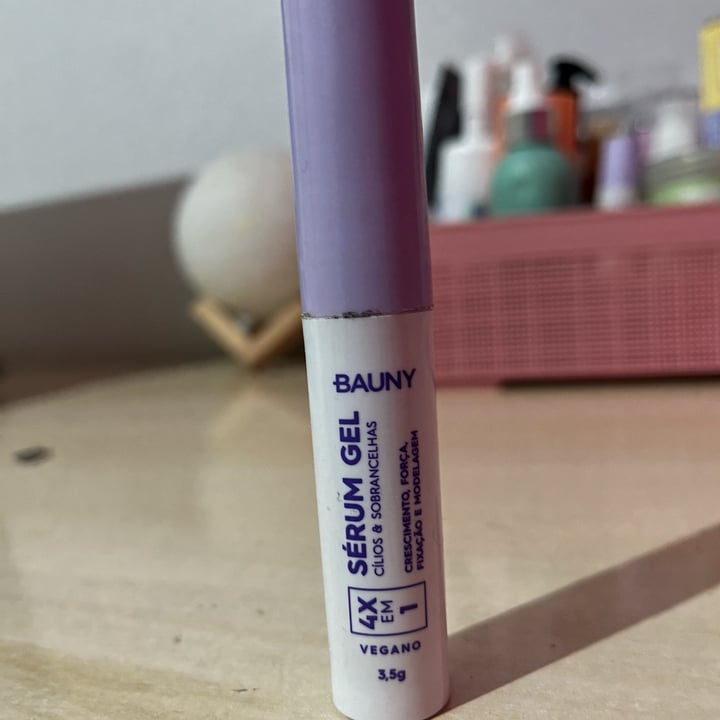 BAUNY
SÉRUM GEL
CÍLIOS & SOBRANCELHAS
CRESCIMENTO, FORÇA,
FIXAÇÃO E MODELAGEM
4X
EM
1
VEGANO
3,5g